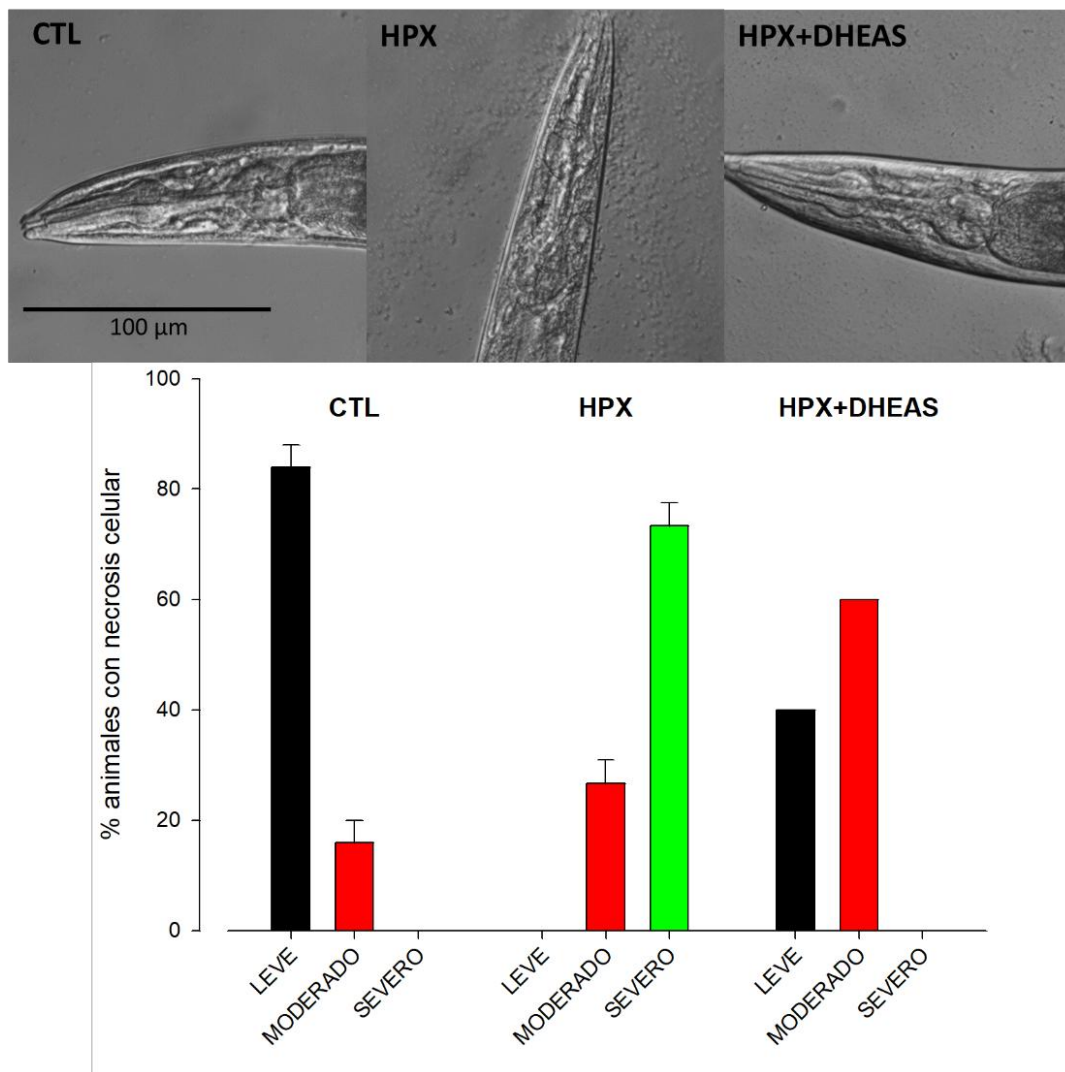 CTL
HPX
HPX+DHEAS
100 µm
% animales con necrosis celular
100
80
60
40
20
0
CTL
HPX
HPX+DHEAS
LEVE
MODERADO
SEVERO
LEVE
MODERADO
SEVERO
LEVE
MODERADO
SEVERO